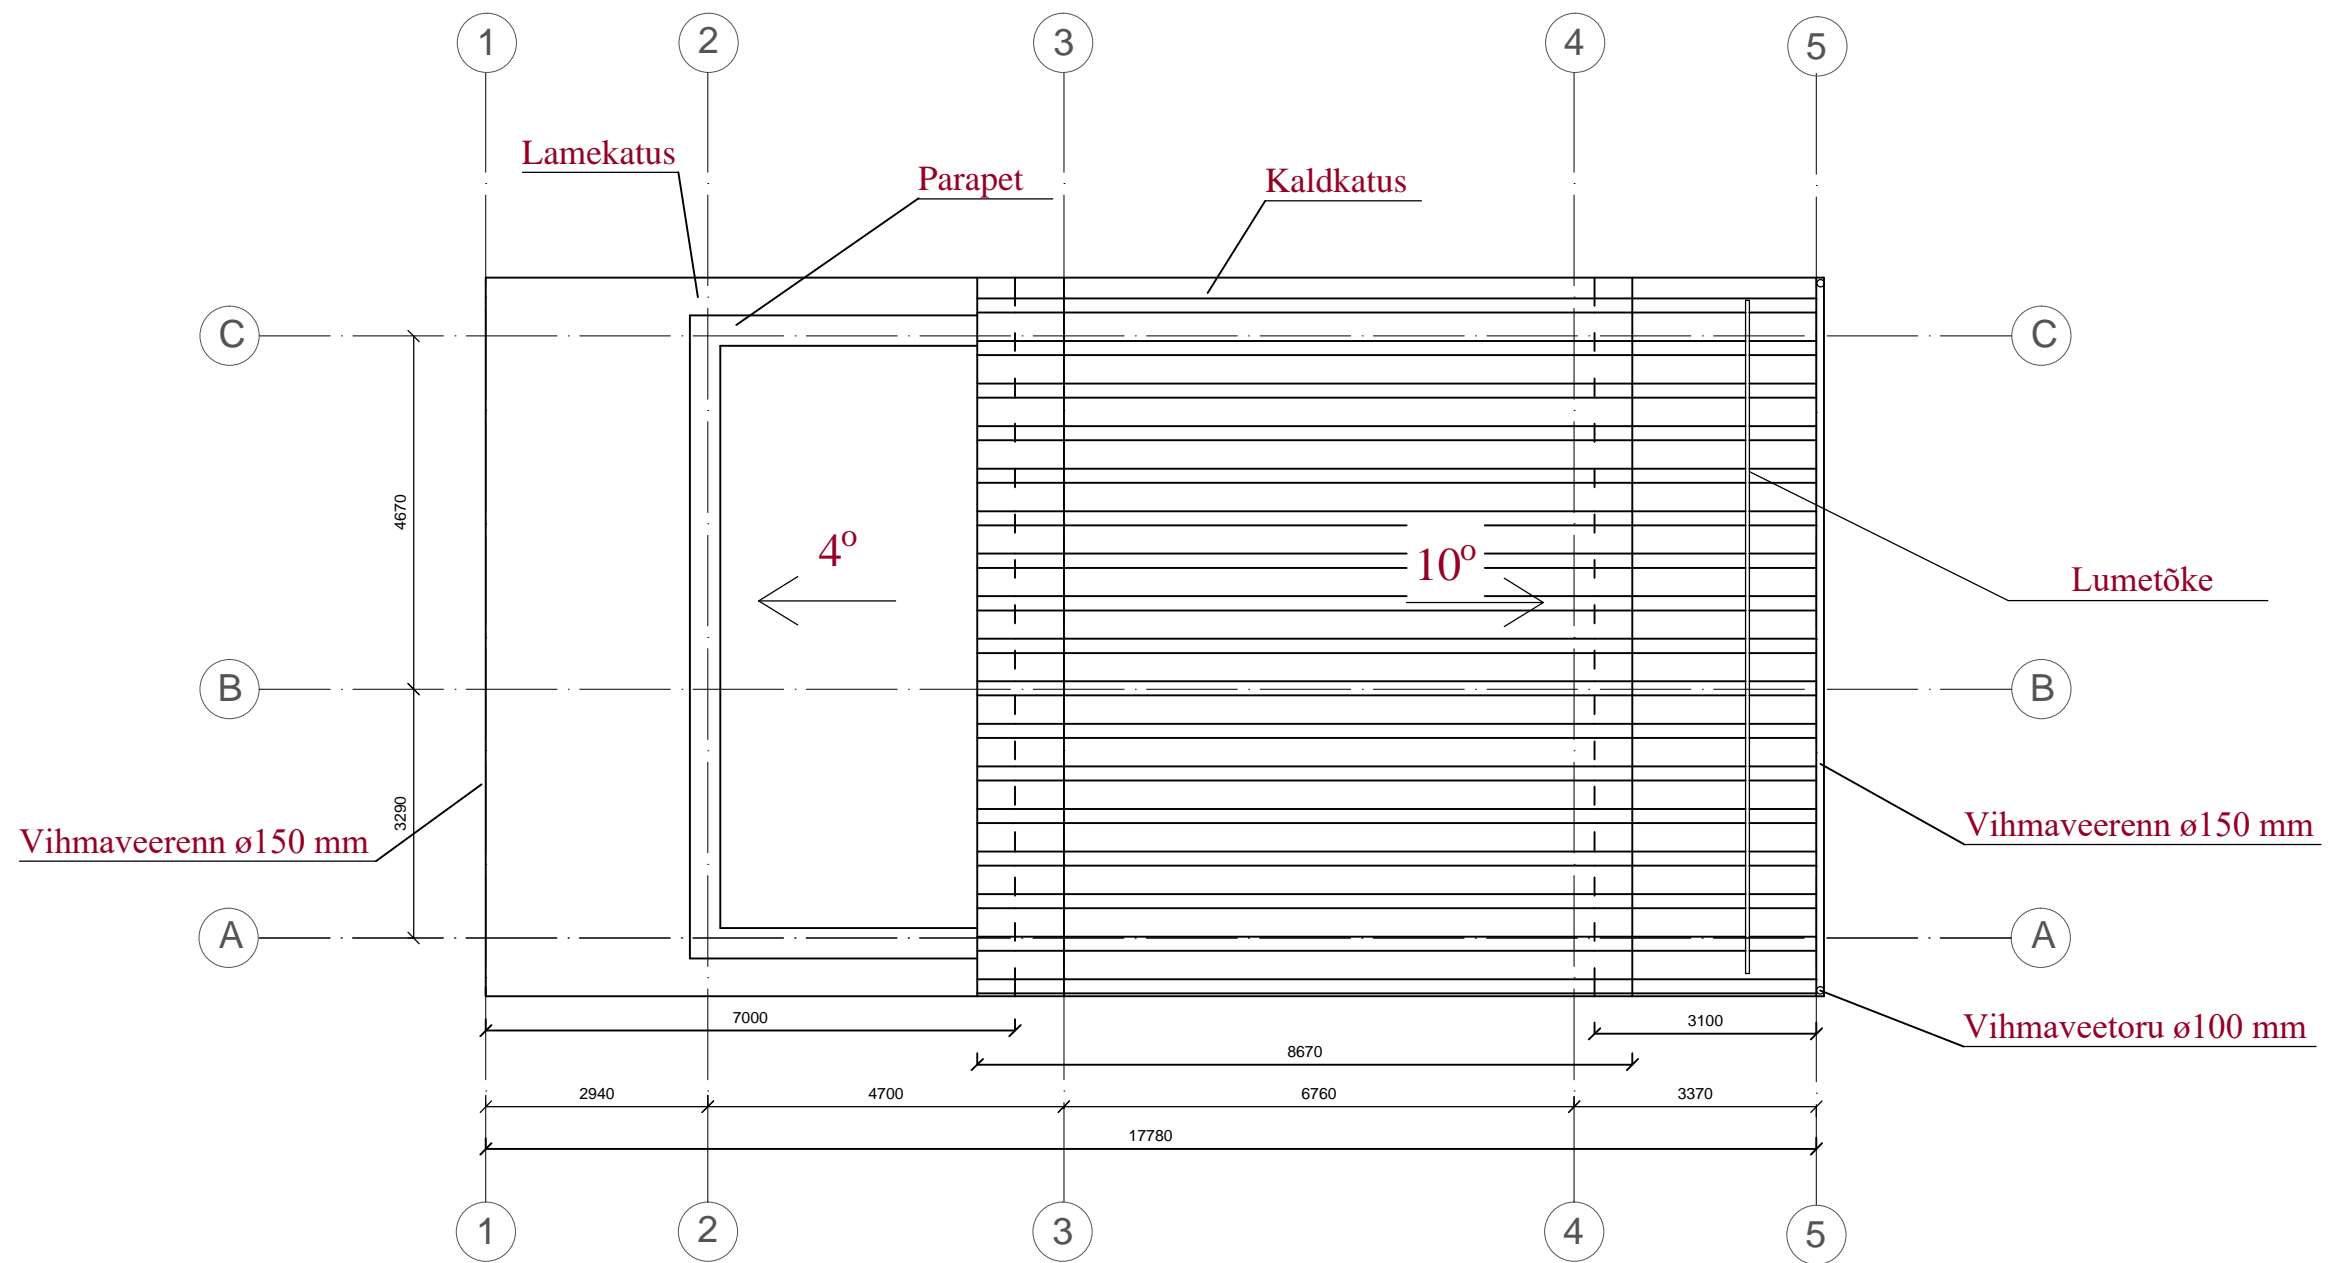 1 2 3 4 5
Lamekatus
Parapet
Kaldkatus
C C
4670
4º
10º
Lumetõke
B B
3290
Vihmaveerenn ø150 mm
Vihmaveerenn ø150 mm
A A
7000
3100
Vihmaveetoru ø100 mm
8670
2940 4700 6760 3370
17780
1 2 3 4 5